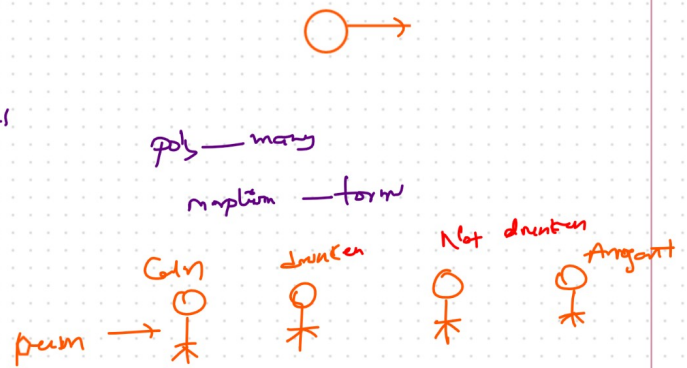 poly — many
morphism — form
Not drunken
Calm drunken Arrogant
person